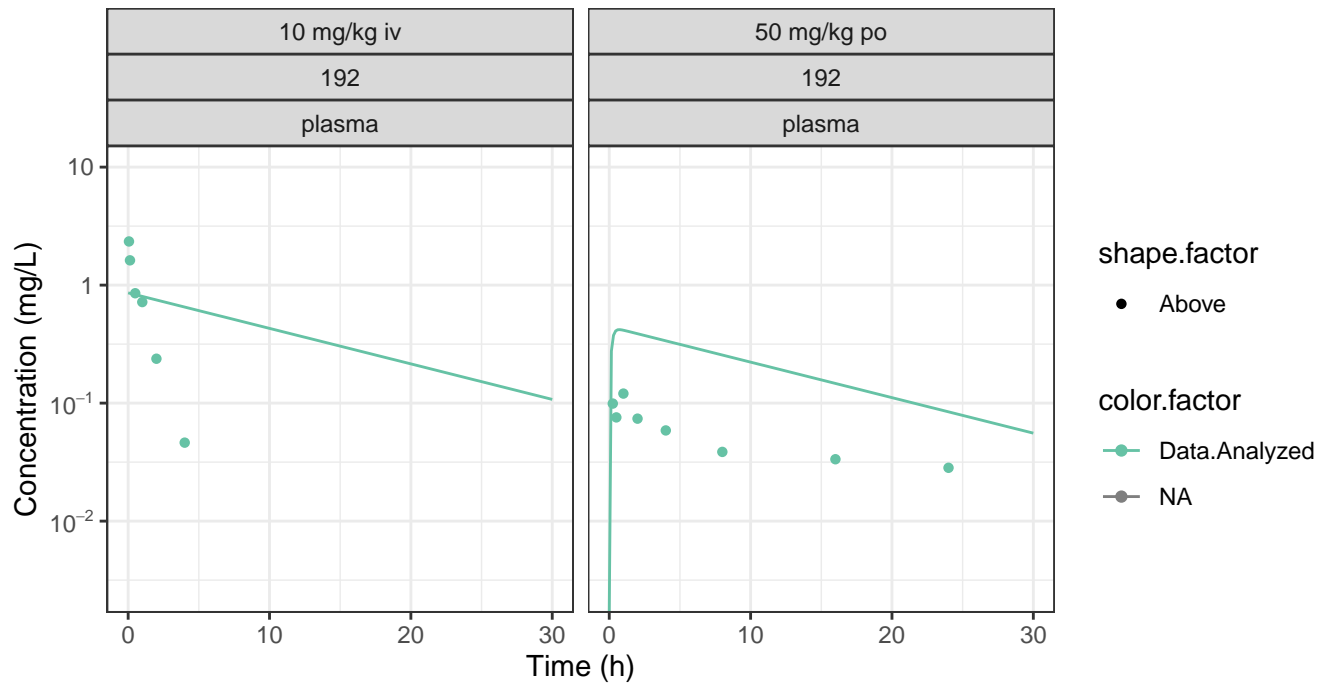 10 mg/kg iv
50 mg/kg po
192
192
plasma
plasma
Concentration (mg/L)
10
1
10⁻¹
10⁻²
0
10
20
30
0
10
20
30
Time (h)
shape.factor
Above
color.factor
Data.Analyzed
NA